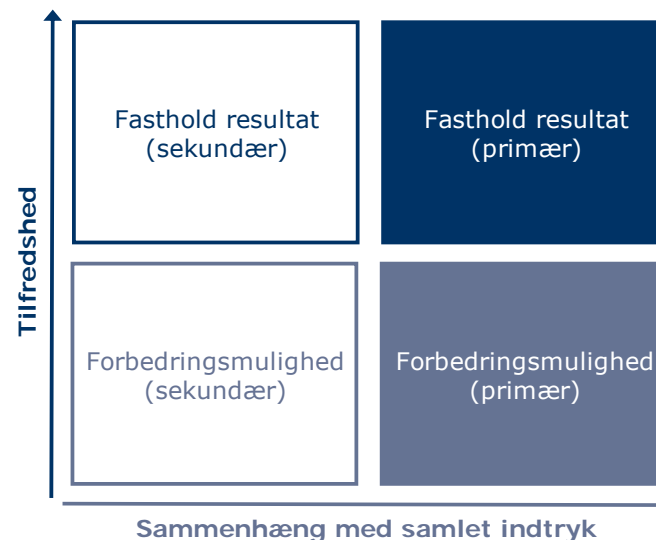 Fasthold resultat
(sekundær)
Fasthold resultat
(primær)
Tilfredshed
Forbedringsmulighed
(sekundær)
Forbedringsmulighed
(primær)
Sammenhæng med samlet indtryk